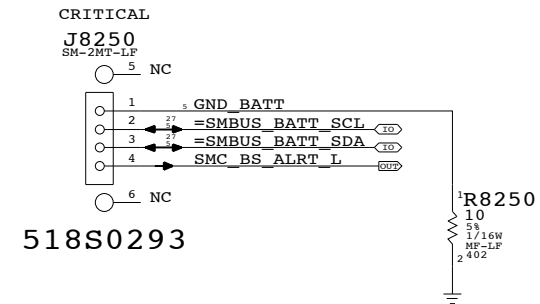 CRITICAL
J8250
SM-2MT-LF
5 NC
1 5 GND_BATT
2 27 5 =SMBUS_BATT_SCL IO
3 27 5 =SMBUS_BATT_SDA IO
4 SMC_BS_ALRT_L OUT
6 NC
518S0293
1 R8250
10
5%
1/16W
MF-LF
2 402